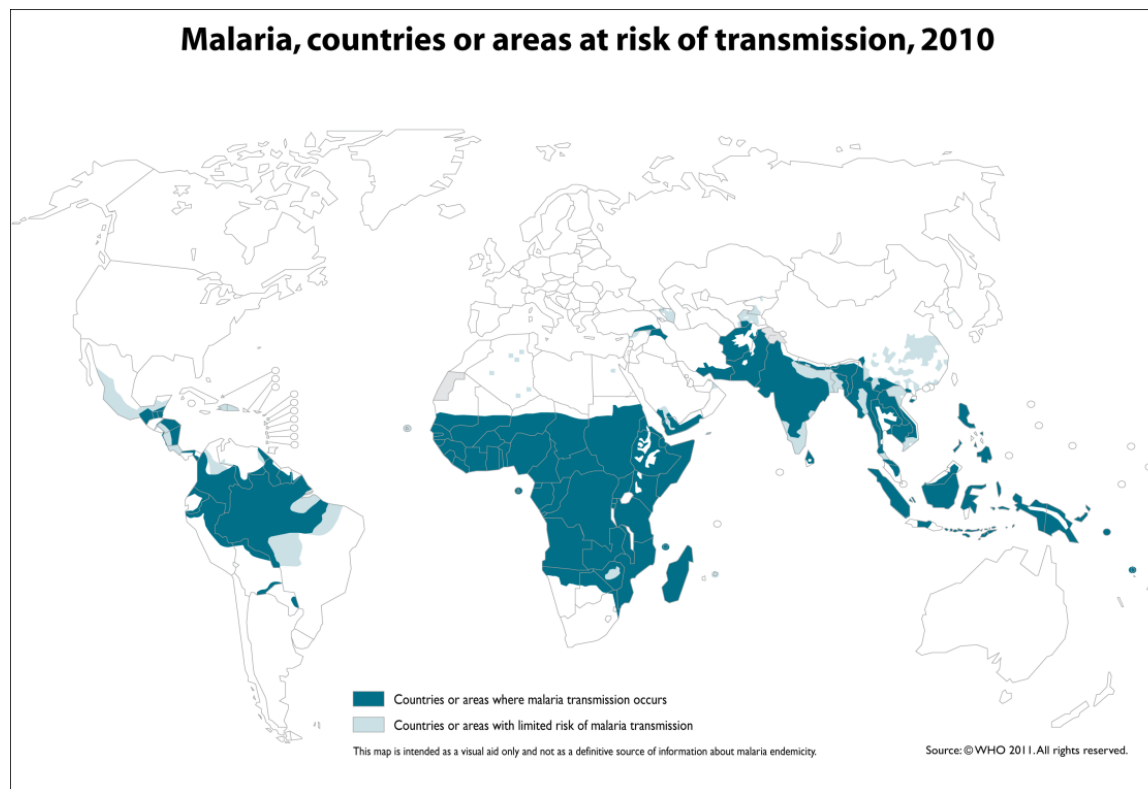 Malaria, countries or areas at risk of transmission, 2010
Countries or areas where malaria transmission occurs
Countries or areas with limited risk of malaria transmission
This map is intended as a visual aid only and not as a definitive source of information about malaria endemicity.
Source: © WHO 2011. All rights reserved.